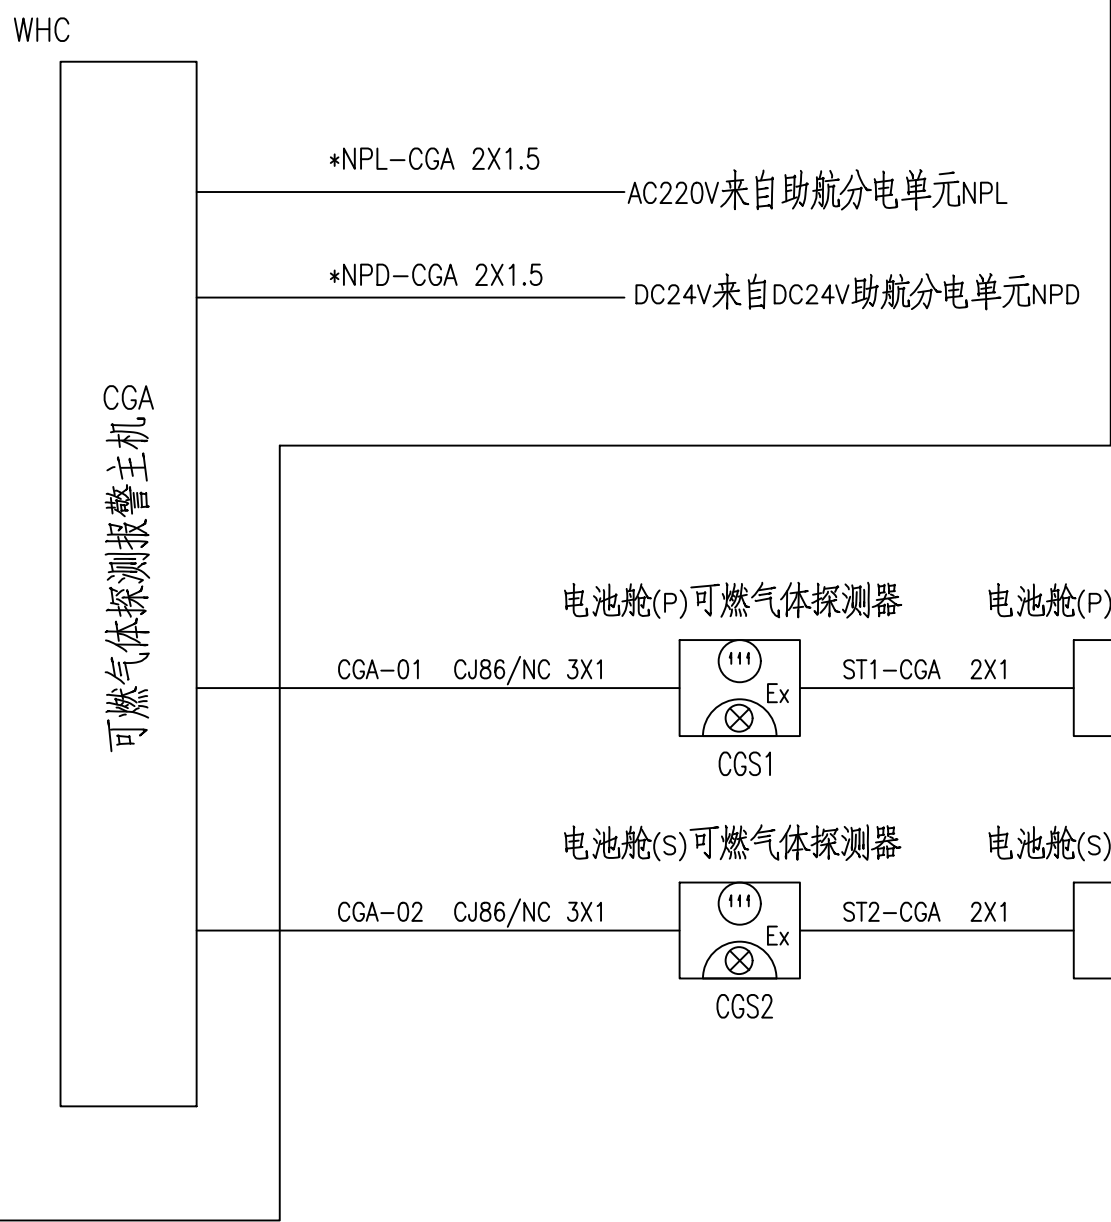 WHC
*NPL-CGA 2X1.5
AC220V来自助航分电单元NPL
*NPD-CGA 2X1.5
DC24V来自DC24V助航分电单元NPD
可燃气体探测报警主机CGA
电池舱(P)可燃气体探测器
电池舱(P)
CGA-01 CJ86/NC 3X1
Ex
ST1-CGA 2X1
CGS1
电池舱(S)可燃气体探测器
电池舱(S)
CGA-02 CJ86/NC 3X1
Ex
ST2-CGA 2X1
CGS2